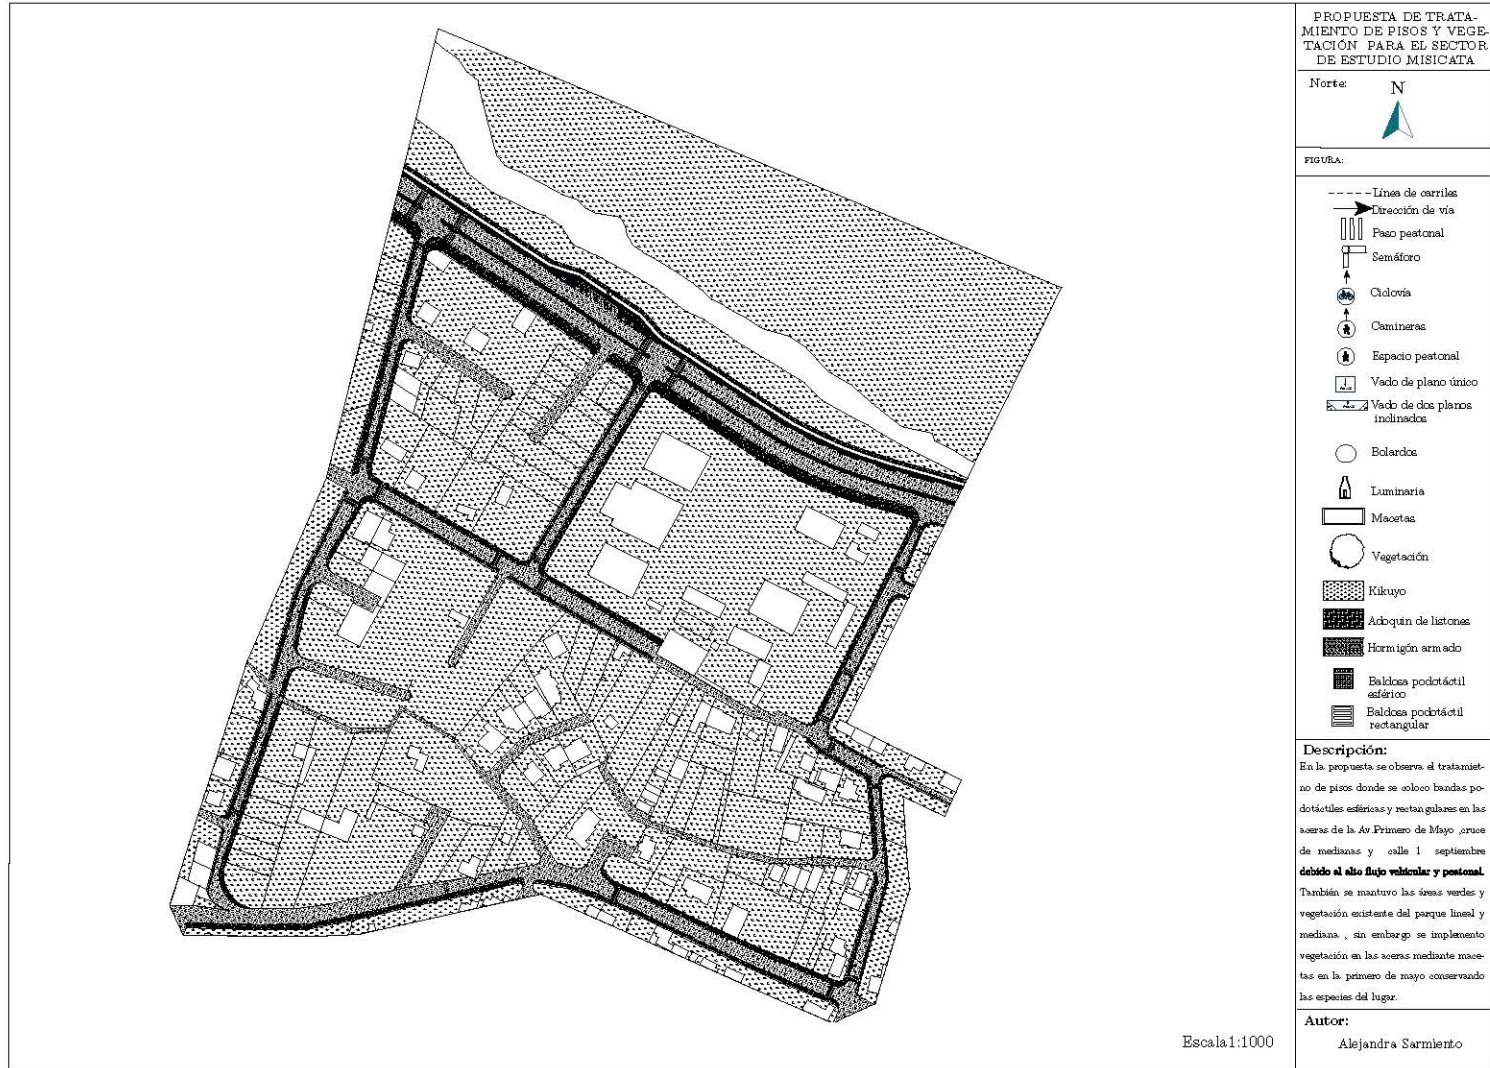 PROPUESTA DE TRATA-
MIENTO DE PISOS Y VEGE-
TACIÓN PARA EL SECTOR
DE ESTUDIO MISICATA
Norte:
N
FIGURA:
Línea de carriles
Dirección de vía
Paso peatonal
Semáforo
Ciclovía
Camineras
Espacio peatonal
Vado de plano único
Vado de dos planos
inclinados
Bolardos
Luminaria
Macetas
Vegetación
Kikuyo
Adoquin de listones
Hormigón armado
Baldosa podotáctil
esférico
Baldosa podotáctil
rectangular
Descripción:
En la propuesta se observa el tratamiet-
no de pisos donde se coloco bandas po-
dotáctiles esféricas y rectangulares en las
aceras de la Av.Primero de Mayo ,cruce
de medianas y calle 1 septiembre
debido al alto flujo vehicular y peatonal.
También se mantuvo las áreas verdes y
vegetación existente del parque lineal y
mediana , sin embargo se implemento
vegetación en las aceras mediante mace-
tas en la primero de mayo conservando
las especies del lugar.
Autor:
Alejandra Sarmiento
Escala1:1000